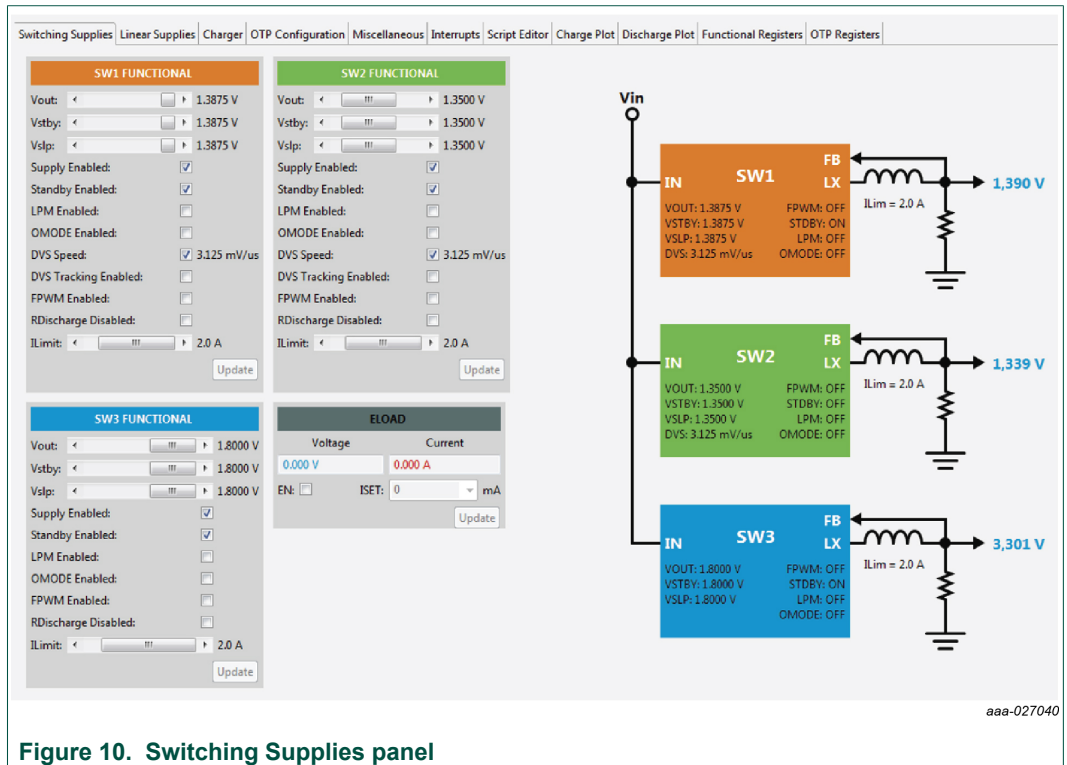 Switching Supplies Linear Supplies Charger OTP Configuration Miscellaneous Interrupts Script Editor Charge Plot Discharge Plot Functional Registers OTP Registers
SW1 FUNCTIONAL
Vout: 1.3875 V
Vstby: 1.3875 V
Vslp: 1.3875 V
Supply Enabled:
Standby Enabled:
LPM Enabled:
OMODE Enabled:
DVS Speed: 3.125 mV/us
DVS Tracking Enabled:
FPWM Enabled:
RDischarge Disabled:
ILimit: 2.0 A
Update
SW2 FUNCTIONAL
Vout: 1.3500 V
Vstby: 1.3500 V
Vslp: 1.3500 V
Supply Enabled:
Standby Enabled:
LPM Enabled:
OMODE Enabled:
DVS Speed: 3.125 mV/us
DVS Tracking Enabled:
FPWM Enabled:
RDischarge Disabled:
ILimit: 2.0 A
Update
SW3 FUNCTIONAL
Vout: 1.8000 V
Vstby: 1.8000 V
Vslp: 1.8000 V
Supply Enabled:
Standby Enabled:
LPM Enabled:
OMODE Enabled:
FPWM Enabled:
RDischarge Disabled:
ILimit: 2.0 A
Update
ELOAD
Voltage Current
0.000 V 0.000 A
EN: ISET: 0 mA
Update
Vin
FB
IN SW1 LX 1,390 V
ILim = 2.0 A
VOUT: 1.3875 V FPWM: OFF
VSTBY: 1.3875 V STDBY: ON
VSLP: 1.3875 V LPM: OFF
DVS: 3.125 mV/us OMODE: OFF
FB
IN SW2 LX 1,339 V
ILim = 2.0 A
VOUT: 1.3500 V FPWM: OFF
VSTBY: 1.3500 V STDBY: OFF
VSLP: 1.3500 V LPM: OFF
DVS: 3.125 mV/us OMODE: OFF
FB
IN SW3 LX 3,301 V
ILim = 2.0 A
VOUT: 1.8000 V FPWM: OFF
VSTBY: 1.8000 V STDBY: ON
VSLP: 1.8000 V LPM: OFF
OMODE: OFF
aaa-027040
Figure 10. Switching Supplies panel